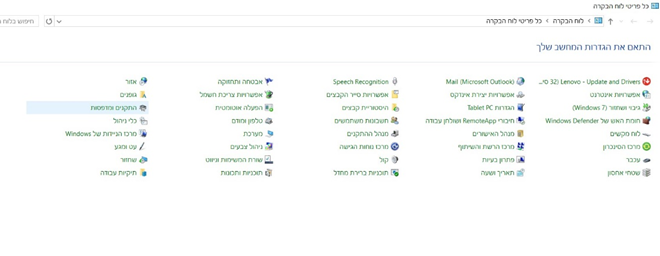 כל פריטי לוח הבקרה
לוח הבקרה > כל פריטי לוח הבקרה
חיפוש בלוח
התאם את הגדרות המחשב שלך
Lenovo - Update and Drivers (32 סי...
Mail (Microsoft Outlook)
Speech Recognition
אבטחה ותחזוקה
אזור
אפשרויות אינטרנט
אפשרויות יצירת אינדקס
אפשרויות סייר הקבצים
אפשרויות צריכת חשמל
גופנים
גיבוי ושחזור (Windows 7)
הגדרות Tablet PC
היסטוריית קבצים
הפעלה אוטומטית
התקנים ומדפסות
חומת האש של Windows Defender
חיבורי RemoteApp ושולחן עבודה
חשבונות משתמשים
טלפון ומודם
כלי ניהול
לוח מקשים
מנהל האישורים
מנהל ההתקנים
מערכת
מרכז הניידות של Windows
מרכז הסינכרון
מרכז הרשת והשיתוף
מרכז נוחות הגישה
ניהול צבעים
עט ומגע
עכבר
פתרון בעיות
קול
שורת המשימות וניווט
שחזור
שטחי אחסון
תאריך ושעה
תוכניות ברירת מחדל
תוכניות ותכונות
תיקיות עבודה